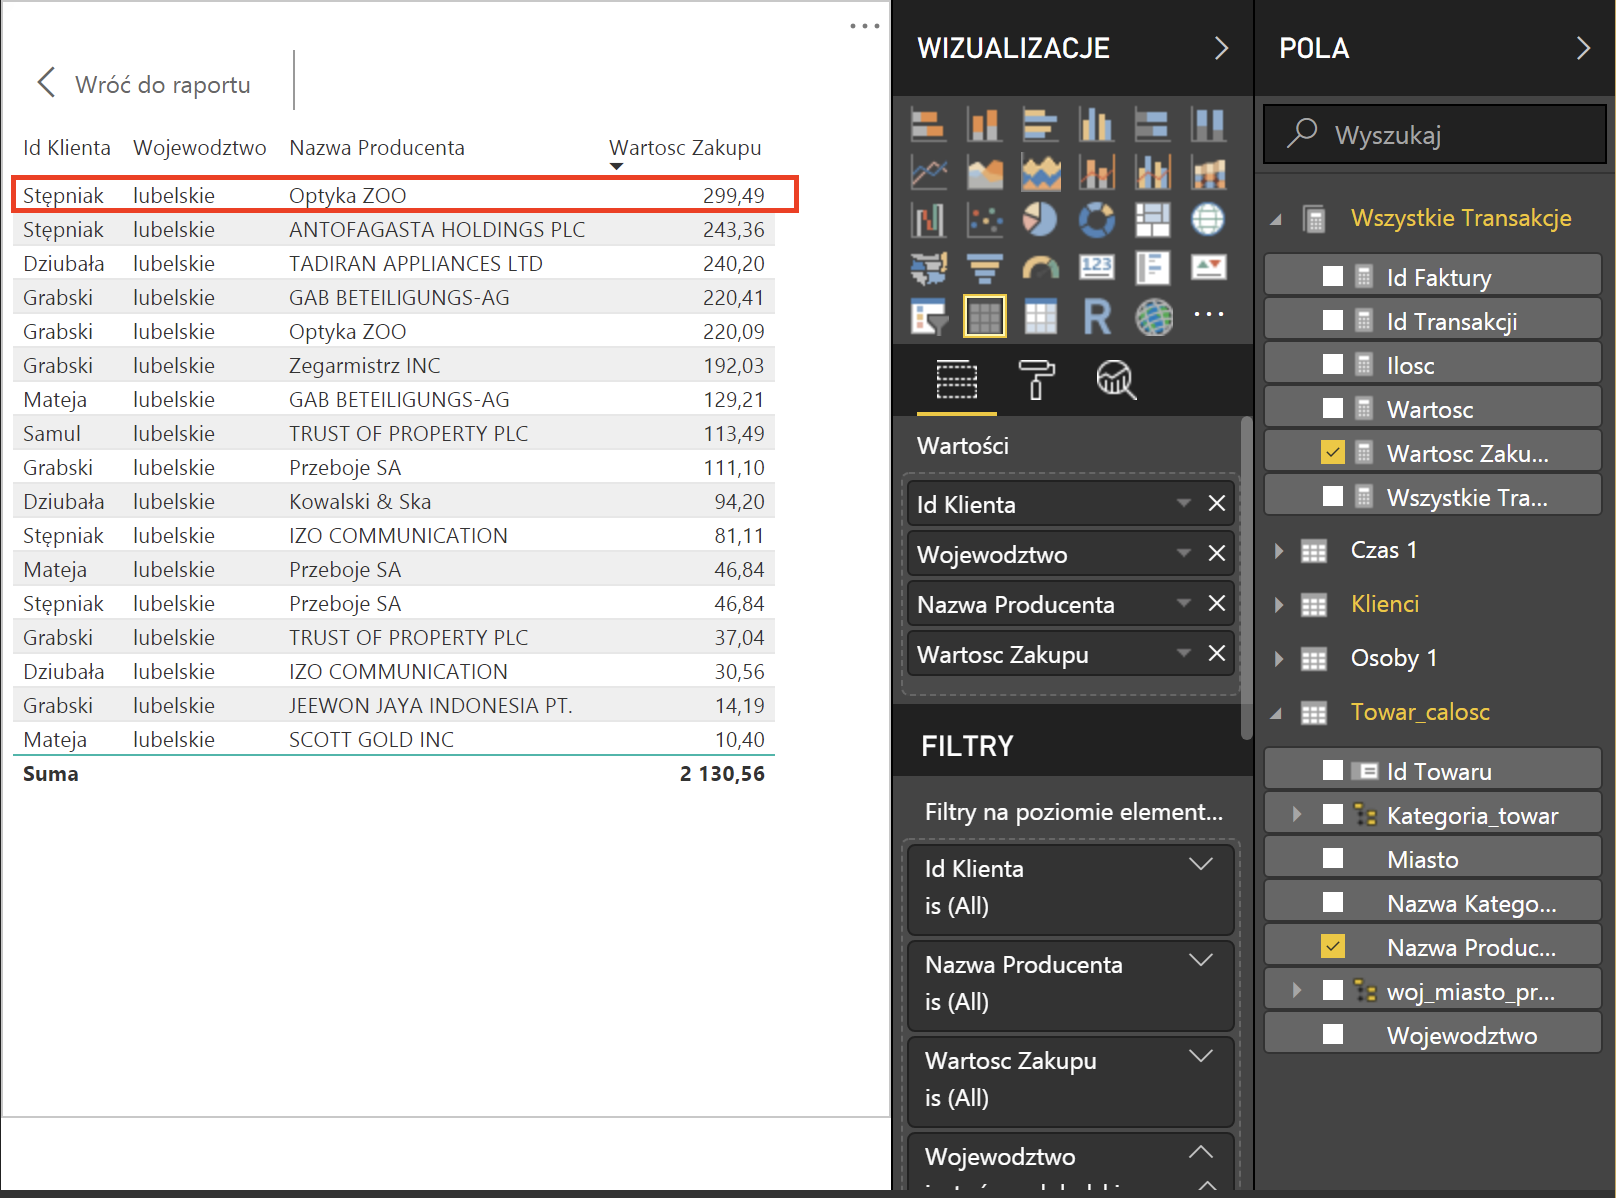 Wróć do raportu
Id Klienta Wojewodztwo Nazwa Producenta Wartosc Zakupu
Stępniak lubelskie Optyka ZOO 299,49
Stępniak lubelskie ANTOFAGASTA HOLDINGS PLC 243,36
Dziubała lubelskie TADIRAN APPLIANCES LTD 240,20
Grabski lubelskie GAB BETEILIGUNGS-AG 220,41
Grabski lubelskie Optyka ZOO 220,09
Grabski lubelskie Zegarmistrz INC 192,03
Mateja lubelskie GAB BETEILIGUNGS-AG 129,21
Samul lubelskie TRUST OF PROPERTY PLC 113,49
Grabski lubelskie Przeboje SA 111,10
Dziubała lubelskie Kowalski & Ska 94,20
Stępniak lubelskie IZO COMMUNICATION 81,11
Mateja lubelskie Przeboje SA 46,84
Stępniak lubelskie Przeboje SA 46,84
Grabski lubelskie TRUST OF PROPERTY PLC 37,04
Dziubała lubelskie IZO COMMUNICATION 30,56
Grabski lubelskie JEEWON JAYA INDONESIA PT. 14,19
Mateja lubelskie SCOTT GOLD INC 10,40
Suma 2 130,56
WIZUALIZACJE
123
R
Wartości
Id Klienta
Wojewodztwo
Nazwa Producenta
Wartosc Zakupu
FILTRY
Filtry na poziomie element...
Id Klienta
is (All)
Nazwa Producenta
is (All)
Wartosc Zakupu
is (All)
Wojewodztwo
POLA
Wyszukaj
Wszystkie Transakcje
Id Faktury
Id Transakcji
Ilosc
Wartosc
Wartosc Zaku...
Wszystkie Tra...
Czas 1
Klienci
Osoby 1
Towar_calosc
Id Towaru
Kategoria_towar
Miasto
Nazwa Katego...
Nazwa Produc...
woj_miasto_pr...
Wojewodztwo